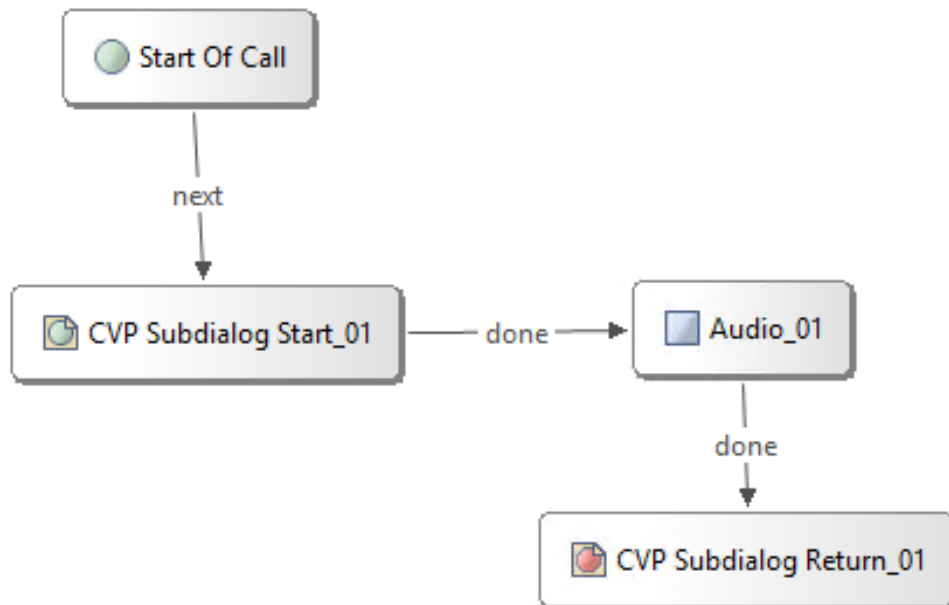 Start Of Call
next
CVP Subdialog Start_01
done
Audio_01
done
CVP Subdialog Return_01